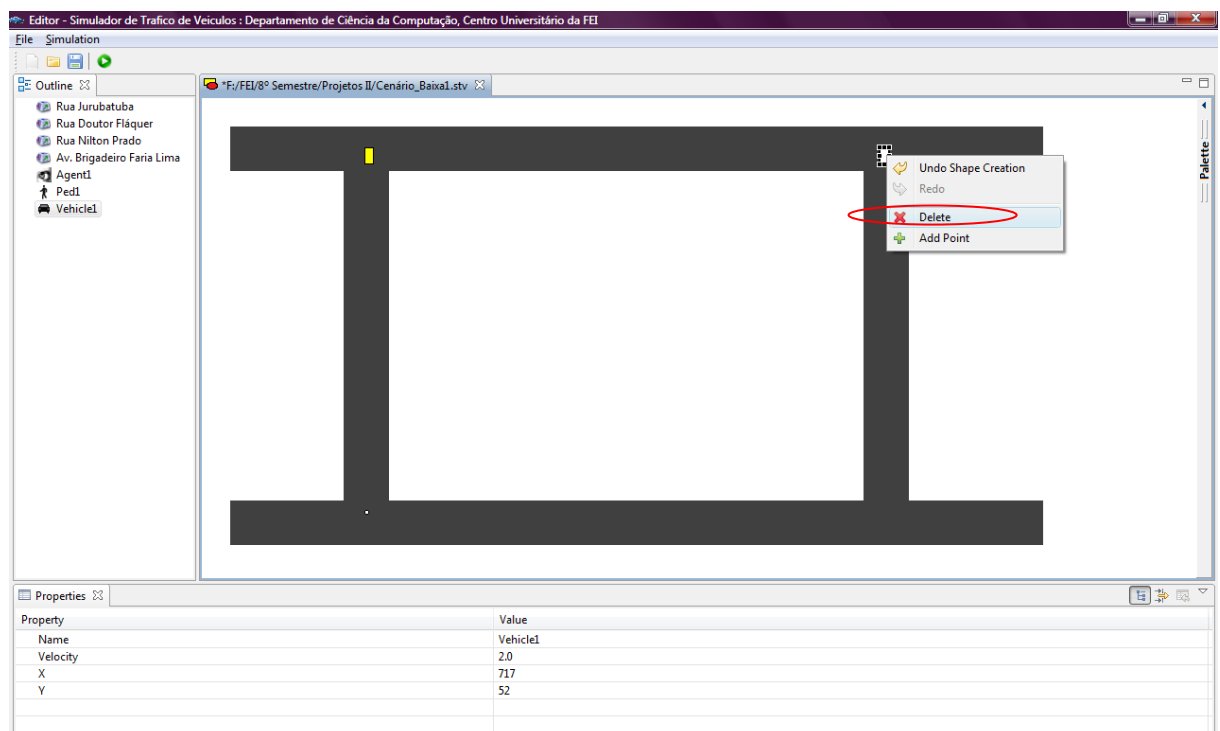 Editor - Simulador de Trafico de Veiculos : Departamento de Ciência da Computação, Centro Universitário da FEI
File Simulation
Outline
*F:/FEI/8º Semestre/Projetos II/Cenário_Baixa1.stv
Rua Jurubatuba
Rua Doutor Fláquer
Rua Nilton Prado
Av. Brigadeiro Faria Lima
Agent1
Ped1
Vehicle1
Palette
Undo Shape Creation
Redo
Delete
Add Point
Properties
Property Value
Name Vehicle1
Velocity 2.0
X 717
Y 52